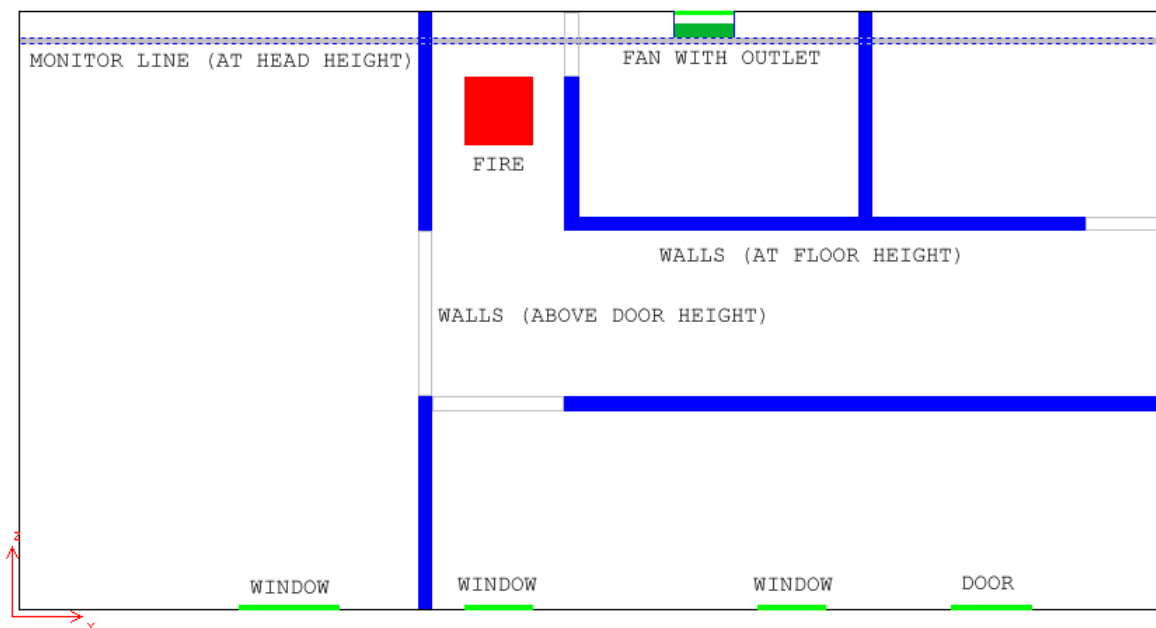 MONITOR LINE (AT HEAD HEIGHT)
FAN WITH OUTLET
FIRE
WALLS (AT FLOOR HEIGHT)
WALLS (ABOVE DOOR HEIGHT)
WINDOW
WINDOW
WINDOW
DOOR
Z
X